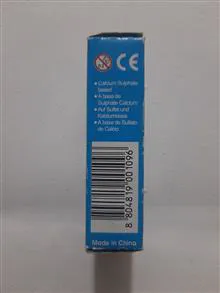 CE
• Calcium Sulphate
based
• A base de
Sulphate Calcium
• Auf Sulfat und
Kalziumbasis
• A base de Sulfato
de Calcio
8 804819 001096
Made in China